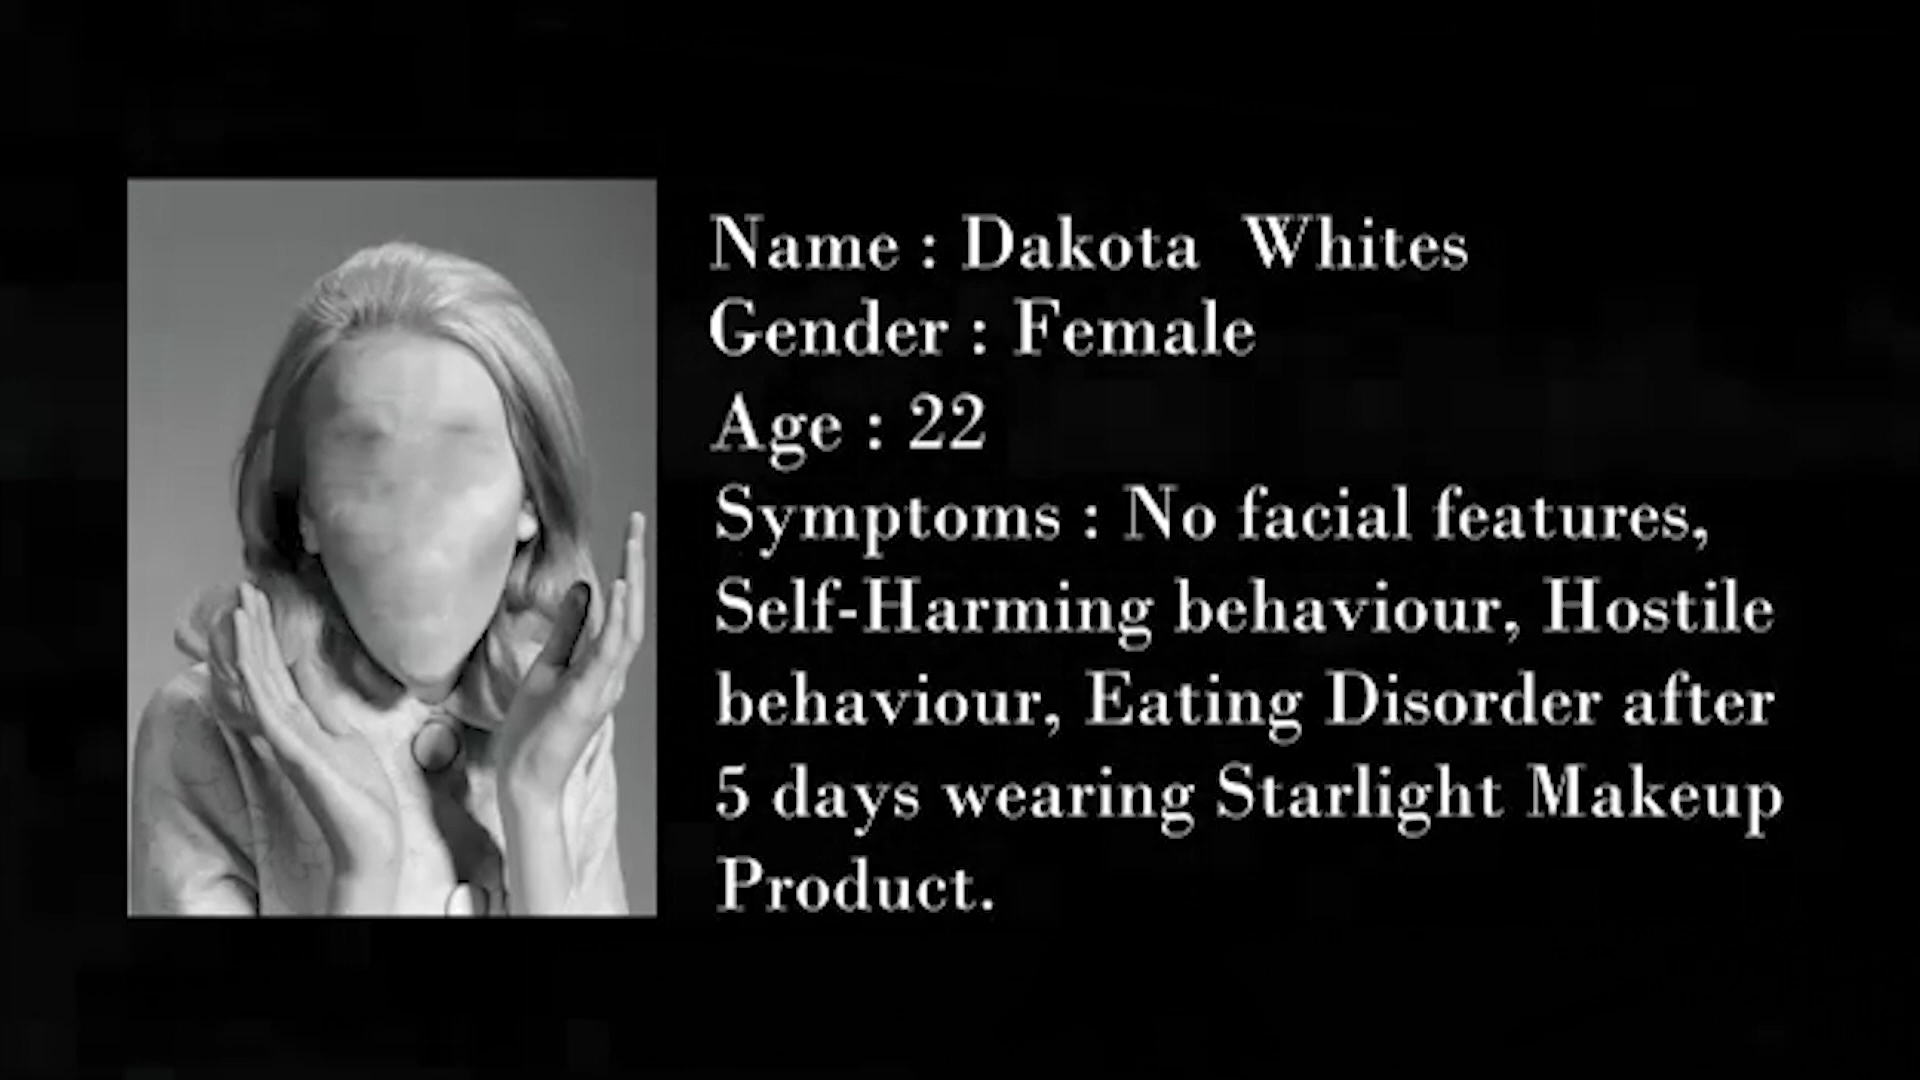 Name : Dakota Whites
Gender : Female
Age : 22
Symptoms : No facial features,
Self-Harming behaviour, Hostile
behaviour, Eating Disorder after
5 days wearing Starlight Makeup
Product.